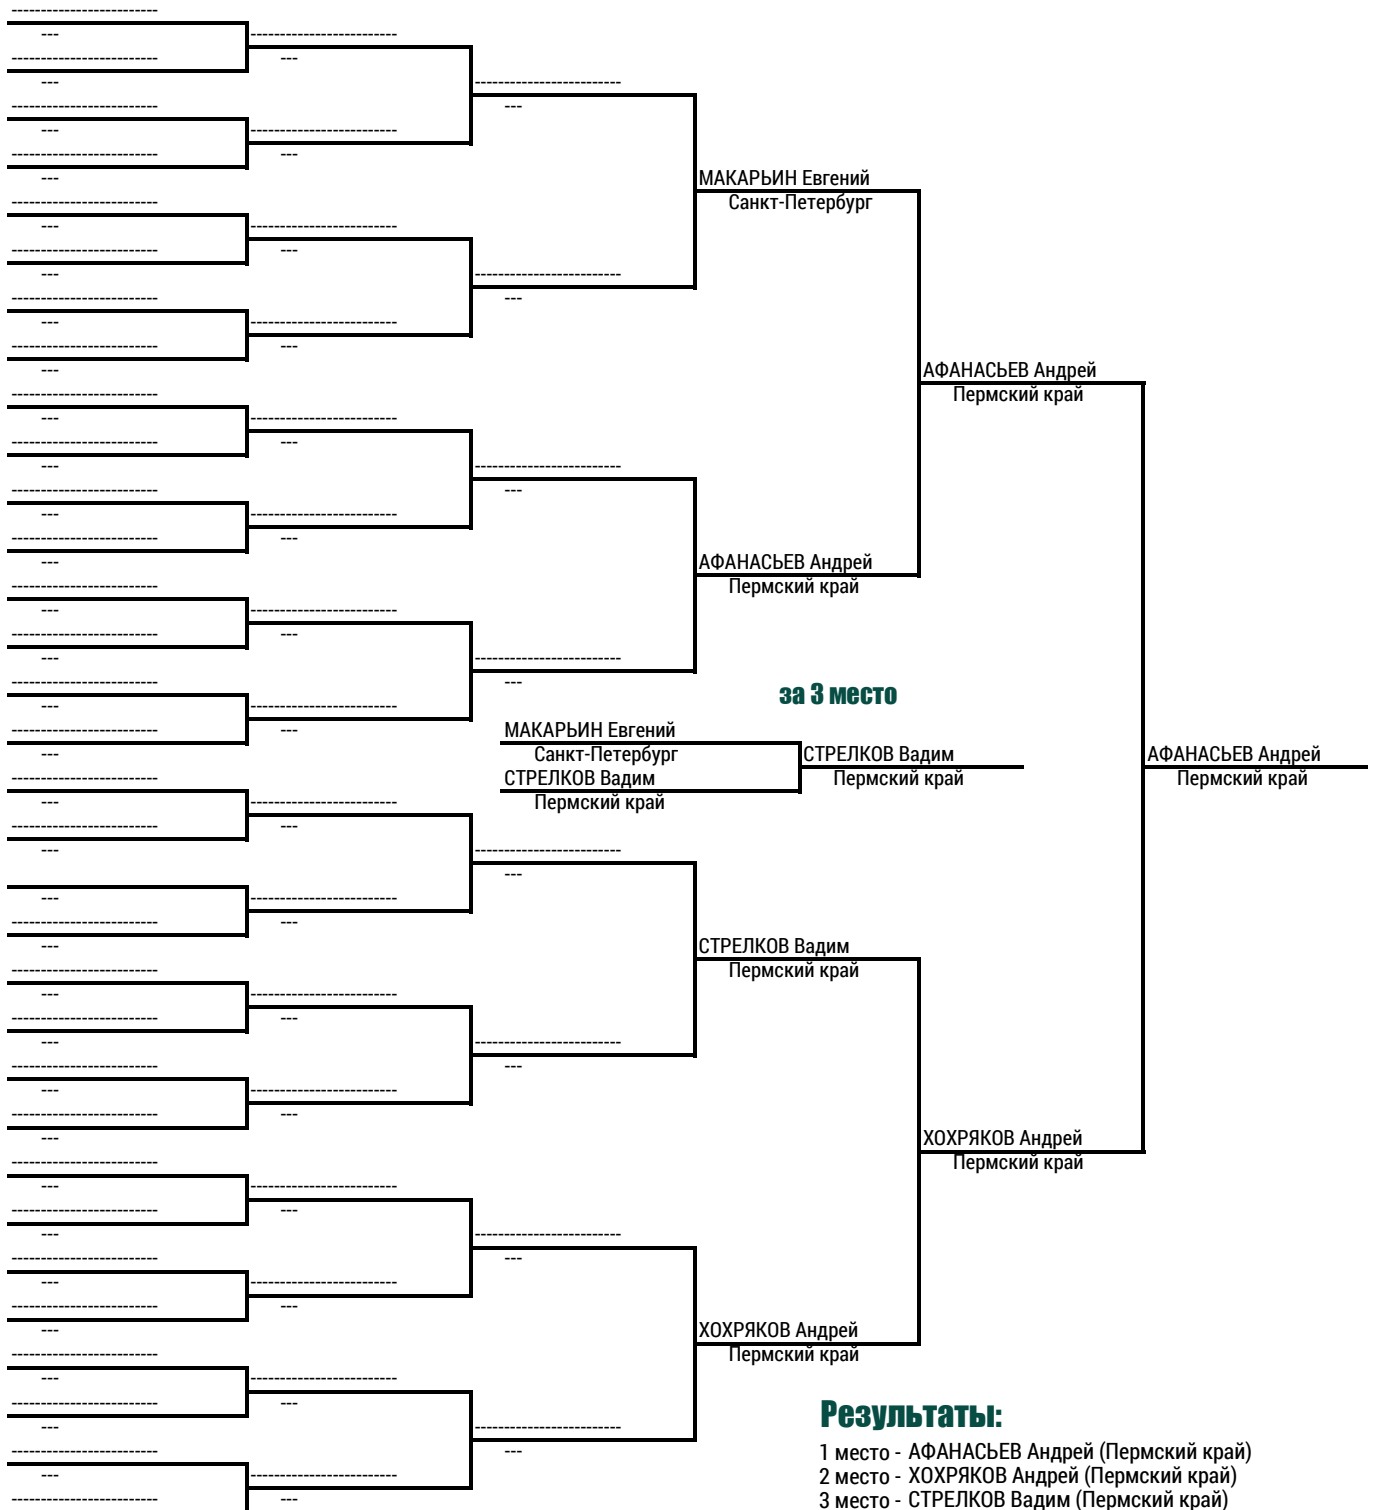 МАКАРЬИН Евгений
Санкт-Петербург
АФАНАСЬЕВ Андрей
Пермский край
АФАНАСЬЕВ Андрей
Пермский край
за 3 место
МАКАРЬИН Евгений
Санкт-Петербург
СТРЕЛКОВ Вадим
Пермский край
СТРЕЛКОВ Вадим
Пермский край
АФАНАСЬЕВ Андрей
Пермский край
СТРЕЛКОВ Вадим
Пермский край
ХОХРЯКОВ Андрей
Пермский край
ХОХРЯКОВ Андрей
Пермский край
Результаты:
1 место - АФАНАСЬЕВ Андрей (Пермский край)
2 место - ХОХРЯКОВ Андрей (Пермский край)
3 место - СТРЕЛКОВ Вадим (Пермский край)